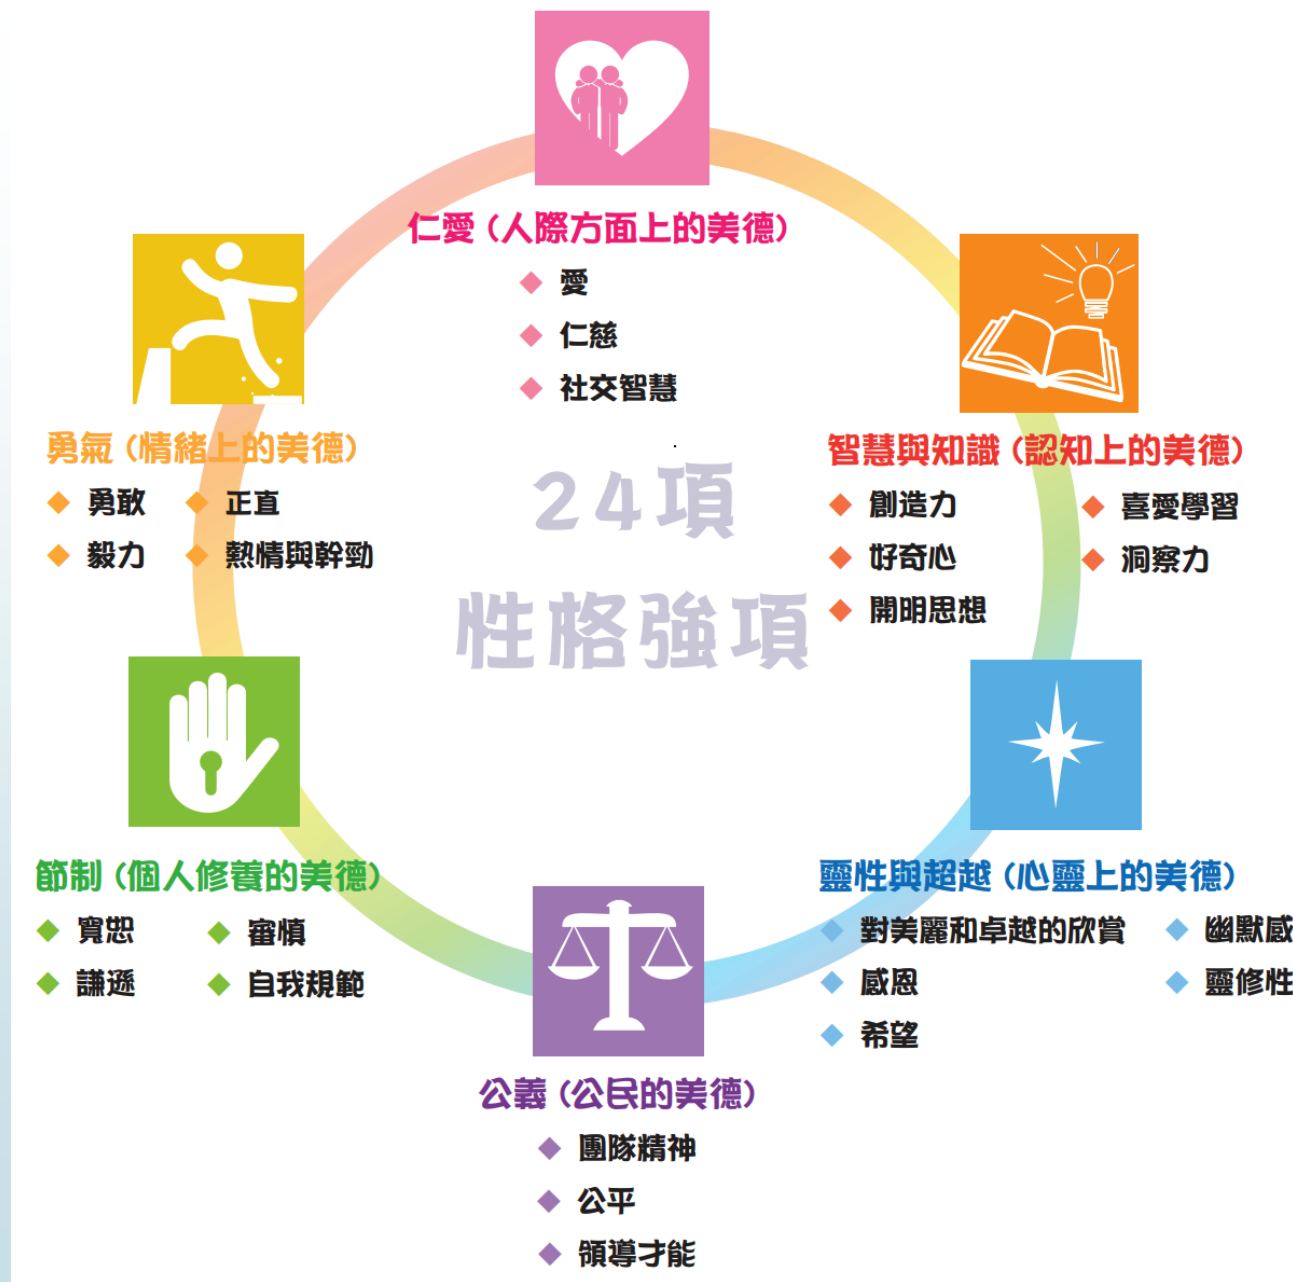 仁愛 (人際方面上的美德)
愛
仁慈
社交智慧
勇氣 (情緒上的美德)
勇敢 正直
毅力 熱情與幹勁
24項
性格強項
智慧與知識 (認知上的美德)
創造力 喜愛學習
好奇心 洞察力
開明思想
節制 (個人修養的美德)
寬恕 審慎
謙遜 自我規範
靈性與超越 (心靈上的美德)
對美麗和卓越的欣賞 幽默感
感恩 靈修性
希望
公義 (公民的美德)
團隊精神
公平
領導才能